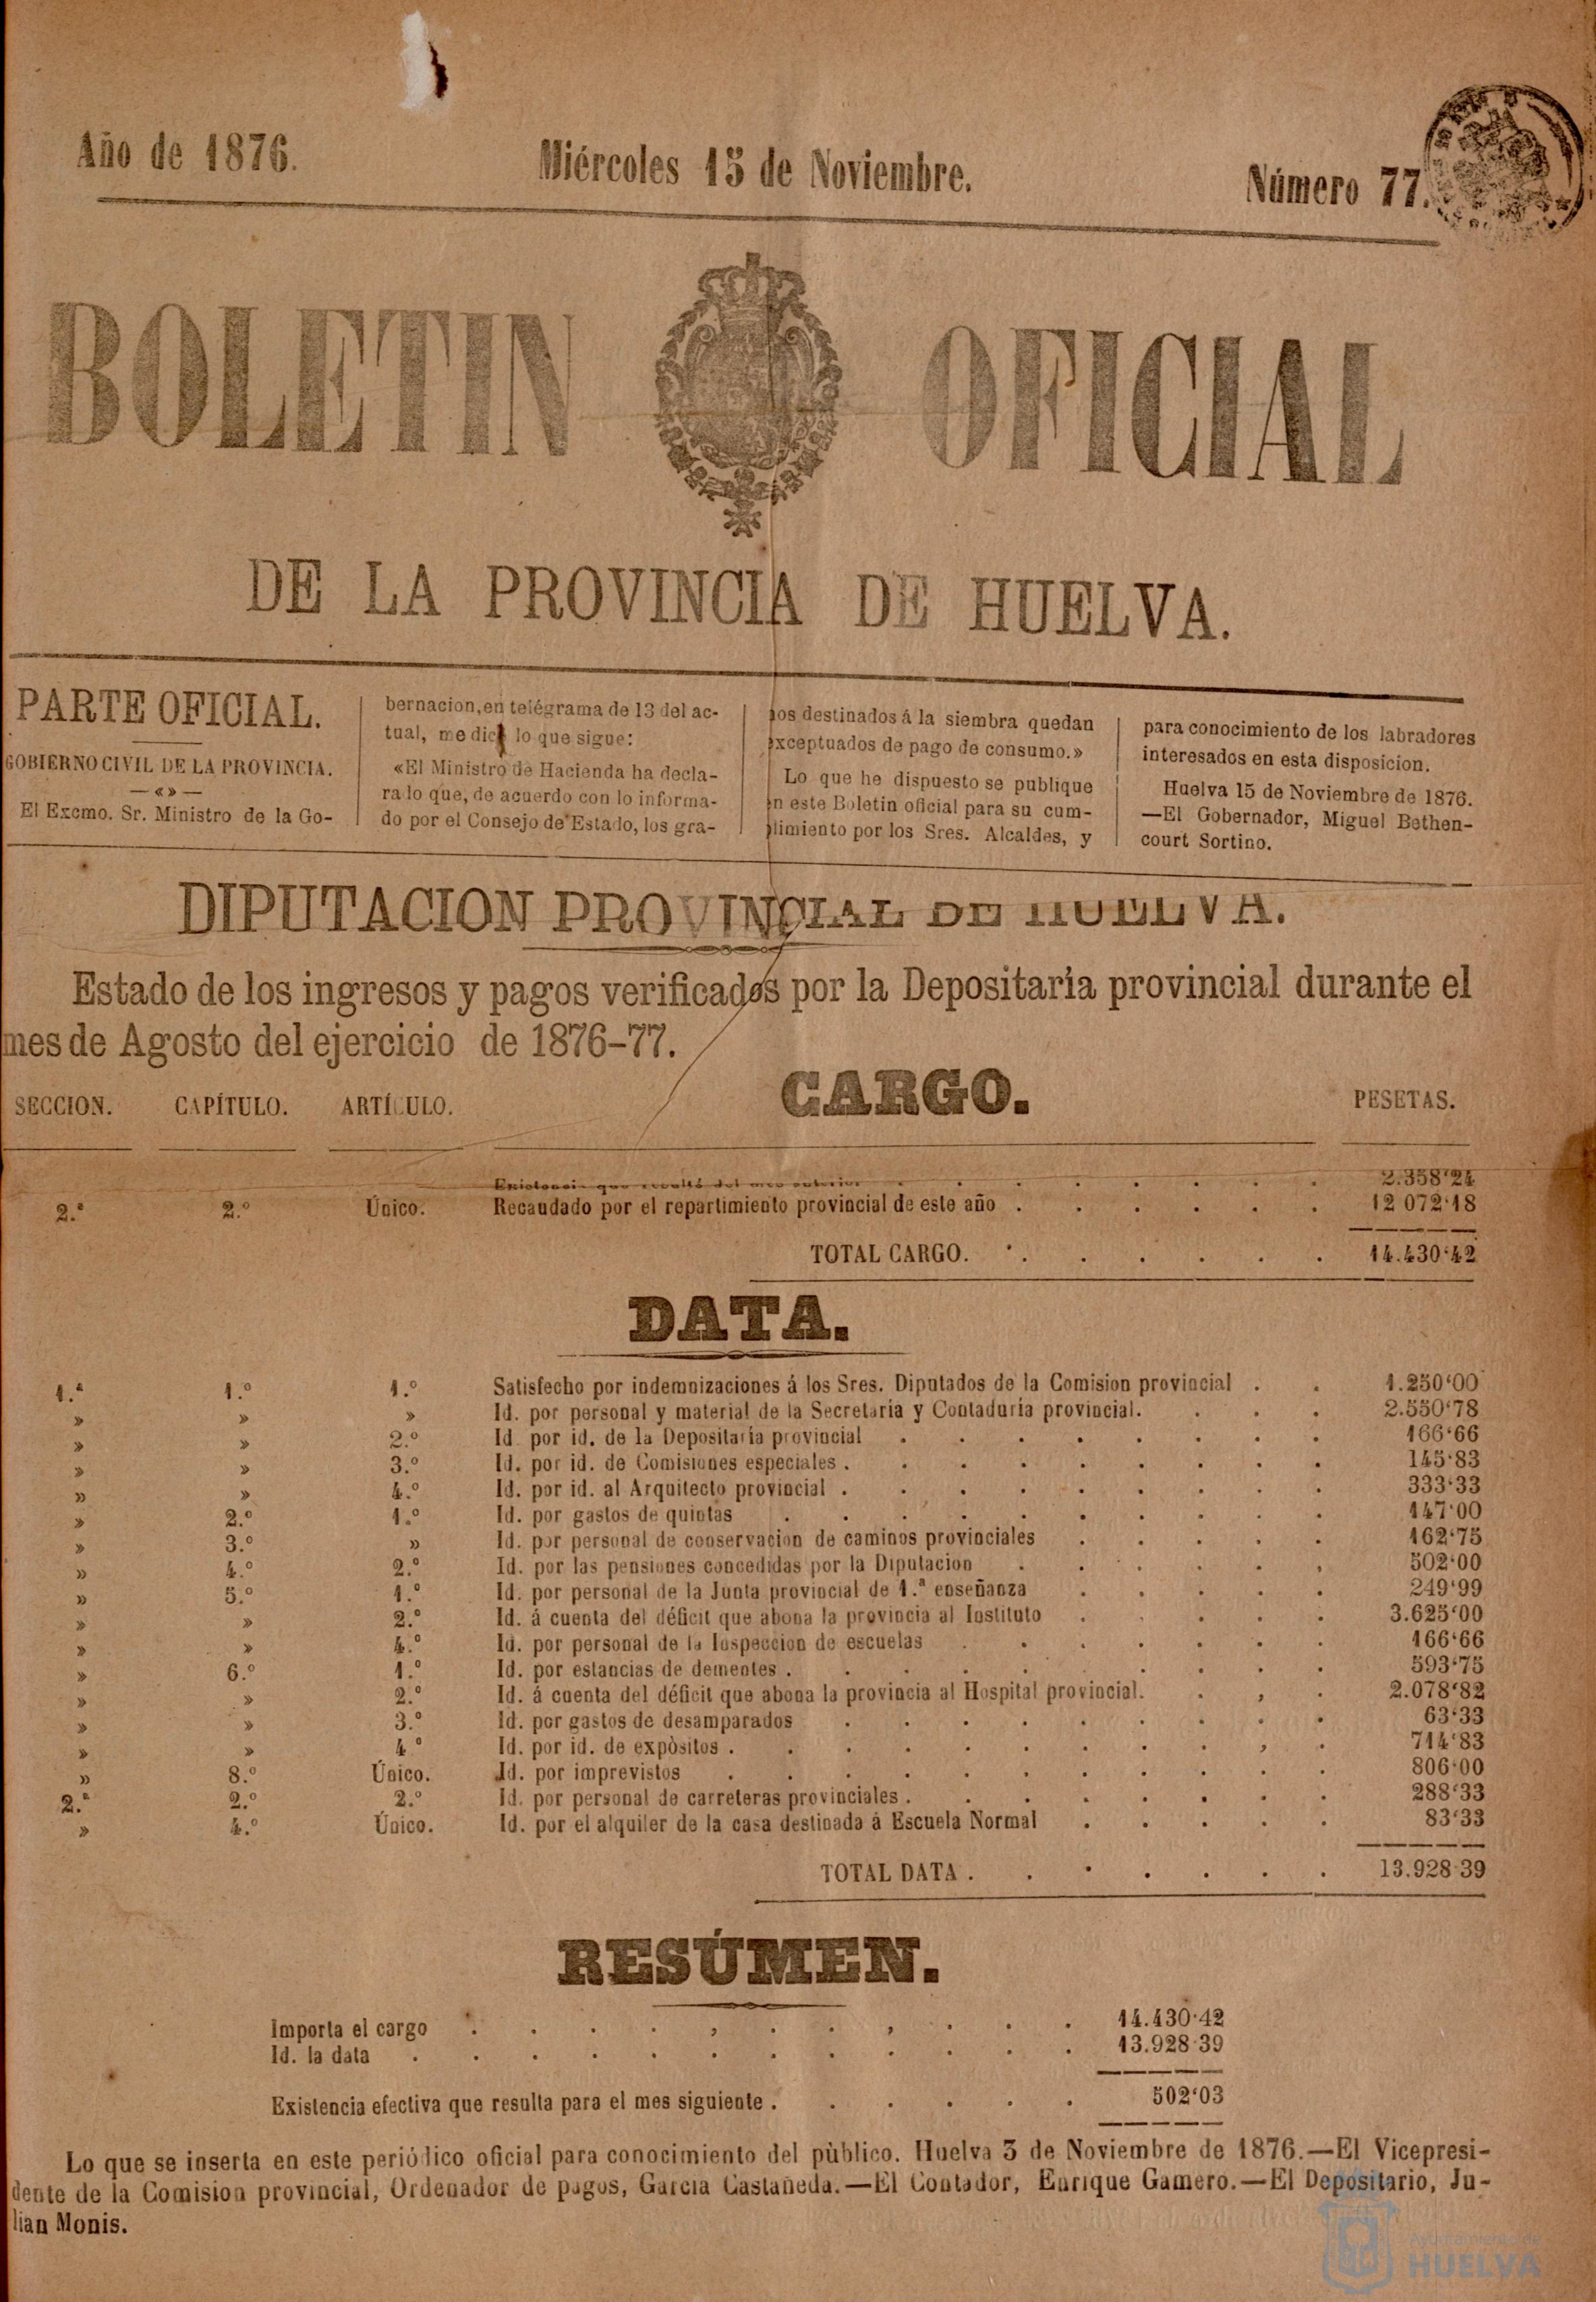 Año de 1876.
Miércoles 15 de Noviembre.
Número 77.
BOLETIN OFICIAL
DE LA PROVINCIA DE HUELVA.
PARTE OFICIAL.
GOBIERNO CIVIL DE LA PROVINCIA.
—«»—
El Excmo. Sr. Ministro de la Go-
bernacion, en telégrama de 13 del ac-
tual, me dice lo que sigue:
«El Ministro de Hacienda ha decla-
rado que, de acuerdo con lo informa-
do por el Consejo de Estado, los gra-
nos destinados á la siembra quedan
exceptuados de pago de consumo.»
Lo que he dispuesto se publique
en este Boletin oficial para su cum-
plimiento por los Sres. Alcaldes, y
para conocimiento de los labradores
interesados en esta disposicion.
Huelva 15 de Noviembre de 1876.
—El Gobernador, Miguel Bethen-
court Sortino.
DIPUTACION PROVINCIAL DE HUELVA.
Estado de los ingresos y pagos verificados por la Depositaría provincial durante el
mes de Agosto del ejercicio de 1876-77.
CARGO.
SECCION. CAPÍTULO. ARTÍCULO. PESETAS.
Existencia que resultó del mes anterior . . . . . . . . 2.358‘24
2.ª 2.º Único. Recaudado por el repartimiento provincial de este año . . . . . . 12 072‘18
TOTAL CARGO. . . . . . . 14.430‘42
DATA.
1.ª 1.º 1.º Satisfecho por indemnizaciones á los Sres. Diputados de la Comision provincial . . 1.250‘00
» » » Id. por personal y material de la Secretaría y Contaduría provincial. . . . 2.550‘78
» » 2.º Id por id. de la Depositaría provincial . . . . . . . . 166‘66
» » 3.º Id. por id. de Comisiones especiales . . . . . . . . . 145‘83
» » 4.º Id. por id. al Arquitecto provincial . . . . . . . . . 333‘33
» 2.º 1.º Id. por gastos de quintas . . . . . . . . . . 147‘00
» 3.º » Id. por personal de conservacion de caminos provinciales . . . . . 162‘75
» 4.º 2.º Id. por las pensiones concedidas por la Diputacion . . . . . , 502‘00
» 5.º 1.º Id. por personal de la Junta provincial de 1.ª enseñanza . . . . . 249‘99
» » 2.º Id. á cuenta del déficit que abona la provincia al Instituto . . . . . 3.625‘00
» » 4.º Id. por personal de la Inspeccion de escuelas . . . . . . . 166‘66
» 6.º 1.º Id. por estancias de dementes . . . . . . . . . . 593‘75
» » 2.º Id. á cuenta del déficit que abona la provincia al Hospital provincial. . , . 2.078‘82
» » 3.º Id. por gastos de desamparados . . . . . . . . . 63‘33
» » 4º Id. por id. de expòsitos . . . . . . . . . , . 714‘83
» 8.º Único. Id. por imprevistos . . . . . . . . . . . 806‘00
2.ª 2.º 2.º Id. por personal de carreteras provinciales . . . . . . . . 288‘33
» 4.º Único. Id. por el alquiler de la casa destinada á Escuela Normal . . . . . 83‘33
TOTAL DATA . . . . . . . 13.928‘39
RESÚMEN.
Importa el cargo . . . . , . . , . . . 14.430‘42
Id. la data . . . . . . . . . . . . 13.928‘39
Existencia efectiva que resulta para el mes siguiente . . . . . . 502‘03
Lo que se inserta en este periódico oficial para conocimiento del pùblico. Huelva 3 de Noviembre de 1876.—El Vicepresi-
dente de la Comision provincial, Ordenador de pagos, García Castañeda.—El Contador, Enrique Gamero.—El Depositario, Ju-
lian Monis.
Ayuntamiento de
HUELVA